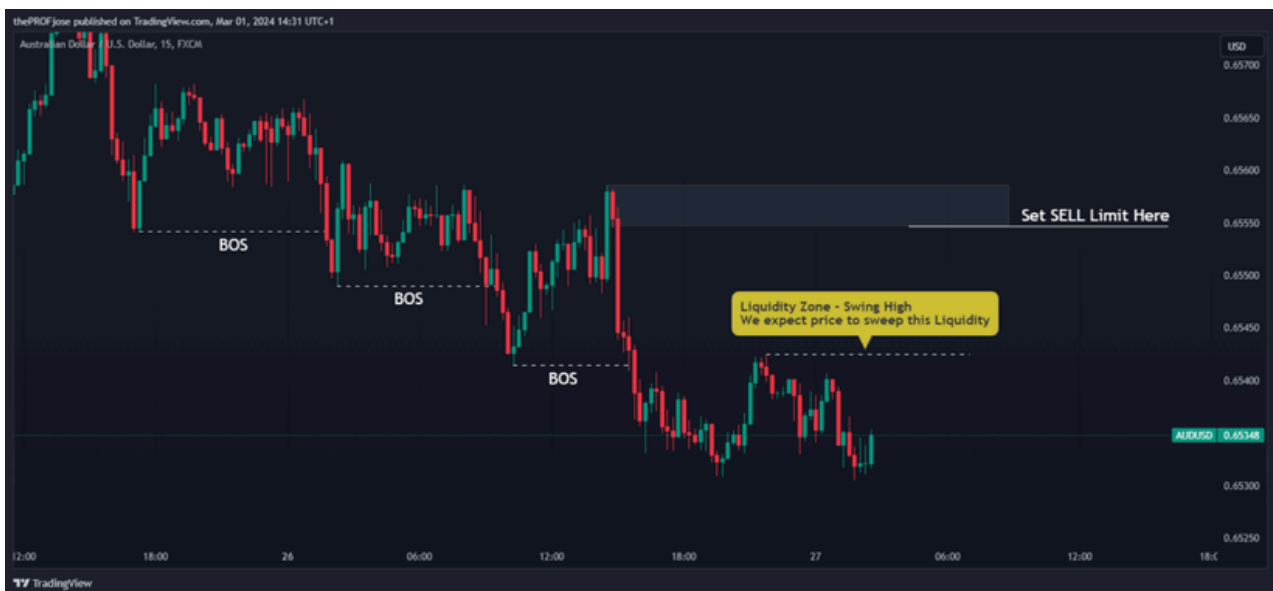 thePROFjose published on TradingView.com, Mar 01, 2024 14:31 UTC+1
Australian Dollar / U.S. Dollar, 15, FXCM
USD
0.65700
0.65650
0.65600
Set SELL Limit Here
0.65550
BOS
0.65500
BOS
Liquidity Zone - Swing High
We expect price to sweep this Liquidity
0.65450
BOS
0.65400
AUDUSD 0.65348
0.65300
0.65250
12:00 18:00 26 06:00 12:00 18:00 27 06:00 12:00
TradingView